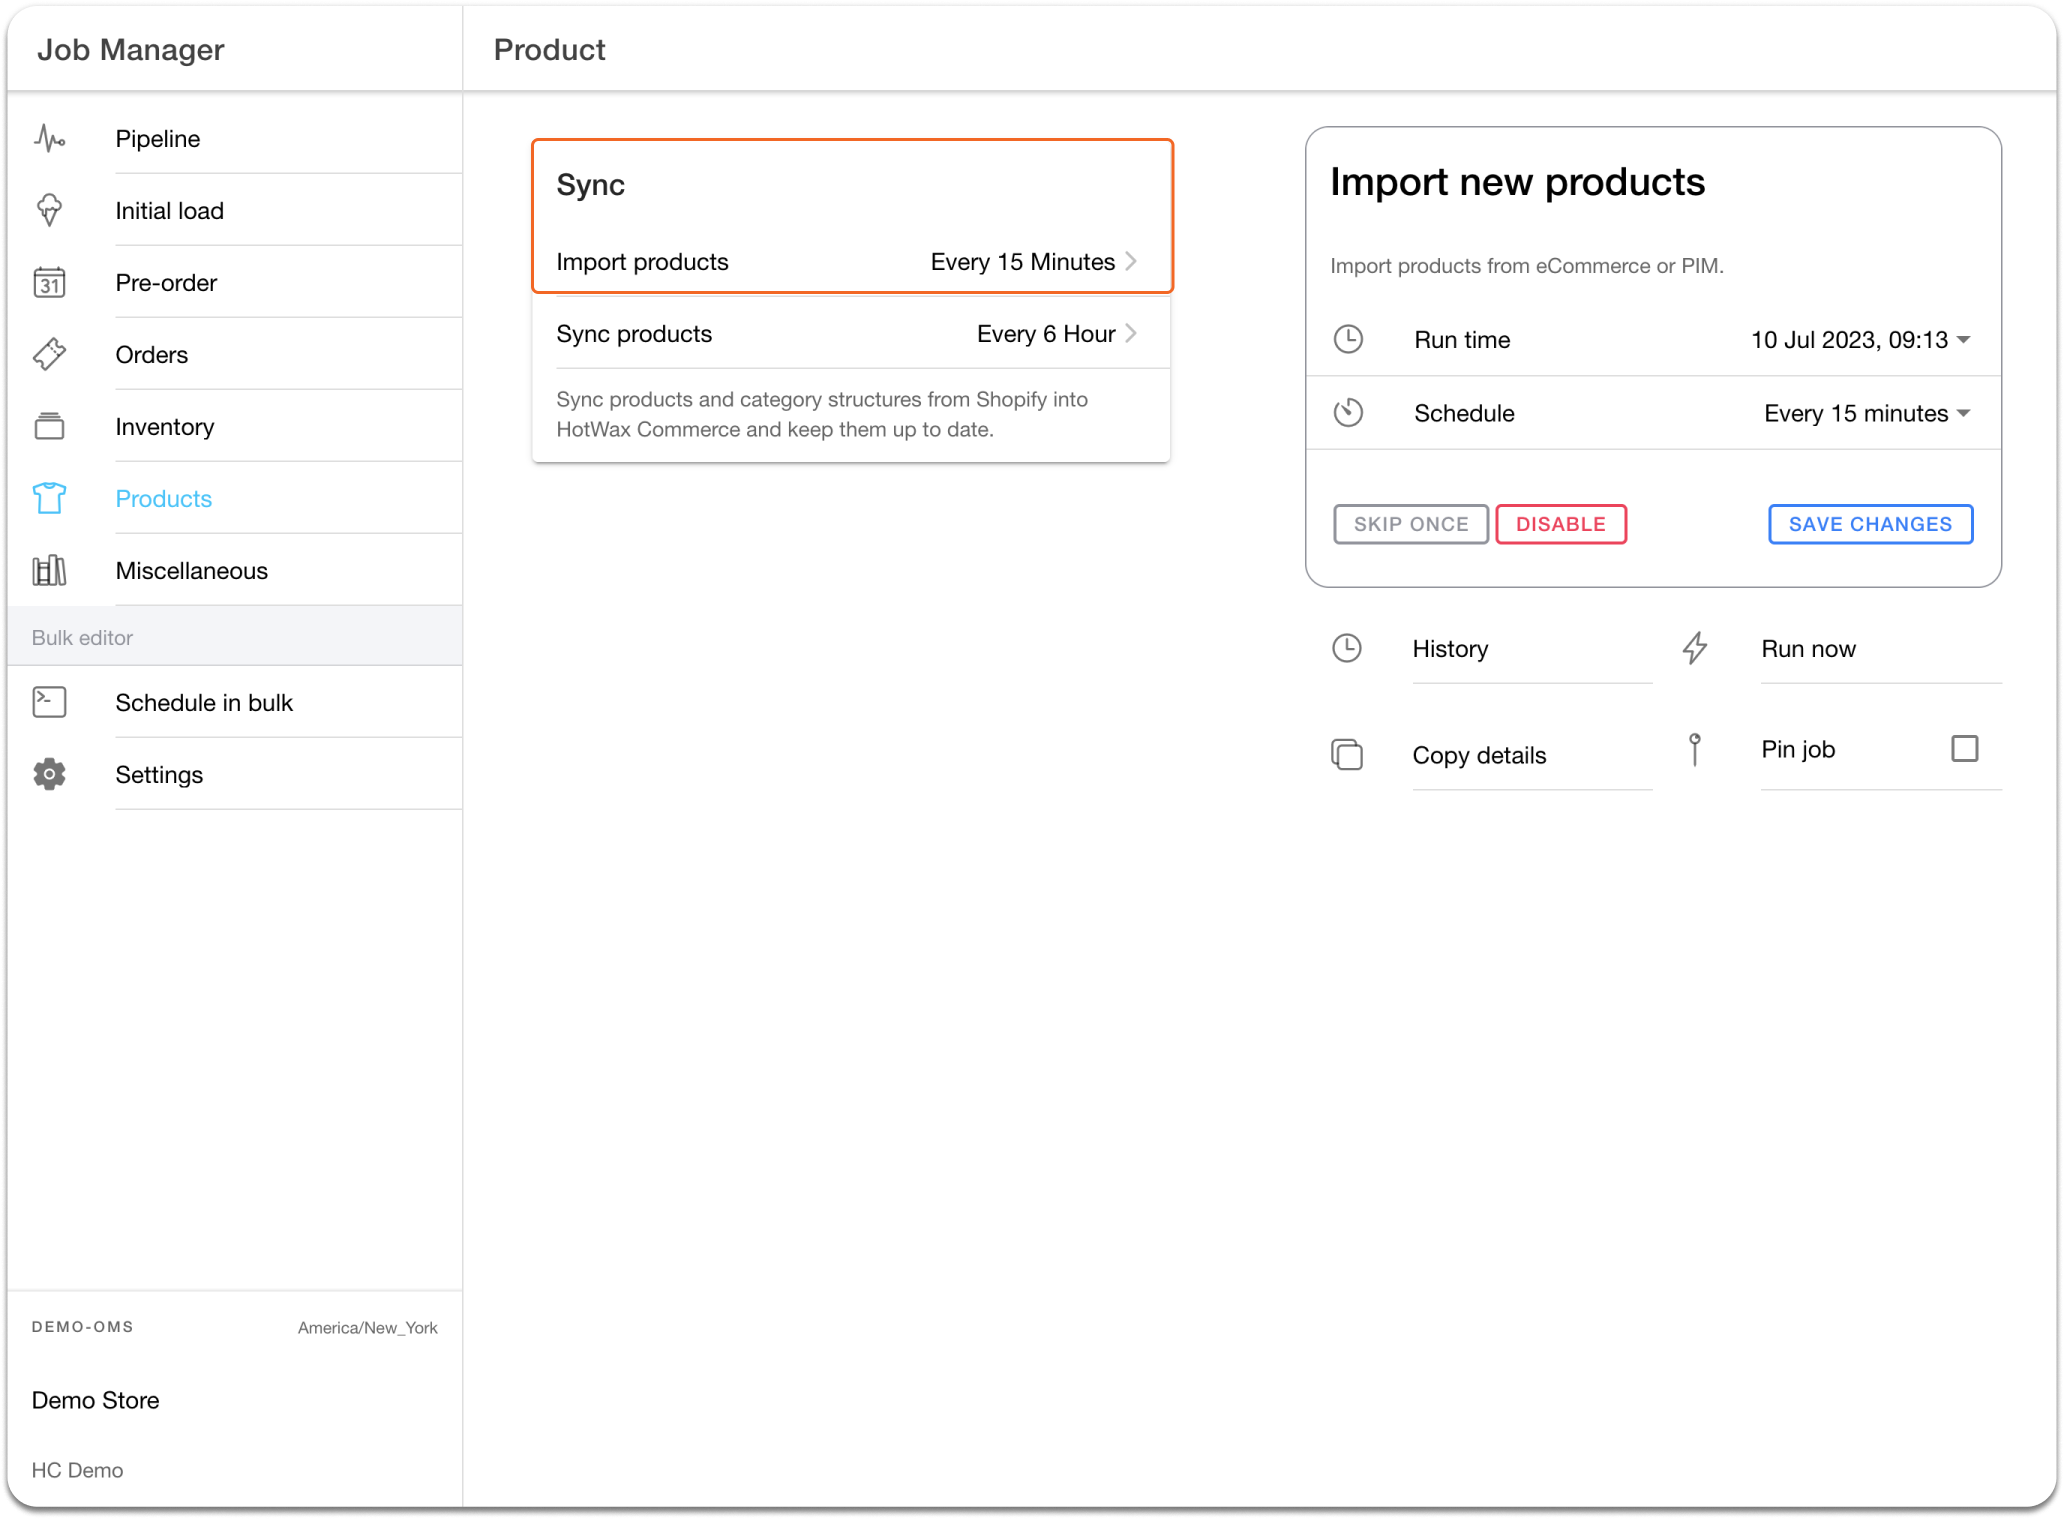 Job Manager
Product
Pipeline
Initial load
31
Pre-order
Orders
Inventory
Products
Miscellaneous
Bulk editor
Schedule in bulk
Settings
DEMO-OMS America/New_York
Demo Store
HC Demo
Sync
Import products Every 15 Minutes
Sync products Every 6 Hour
Sync products and category structures from Shopify into
HotWax Commerce and keep them up to date.
Import new products
Import products from eCommerce or PIM.
Run time 10 Jul 2023, 09:13
Schedule Every 15 minutes
SKIP ONCE DISABLE SAVE CHANGES
History Run now
Copy details Pin job